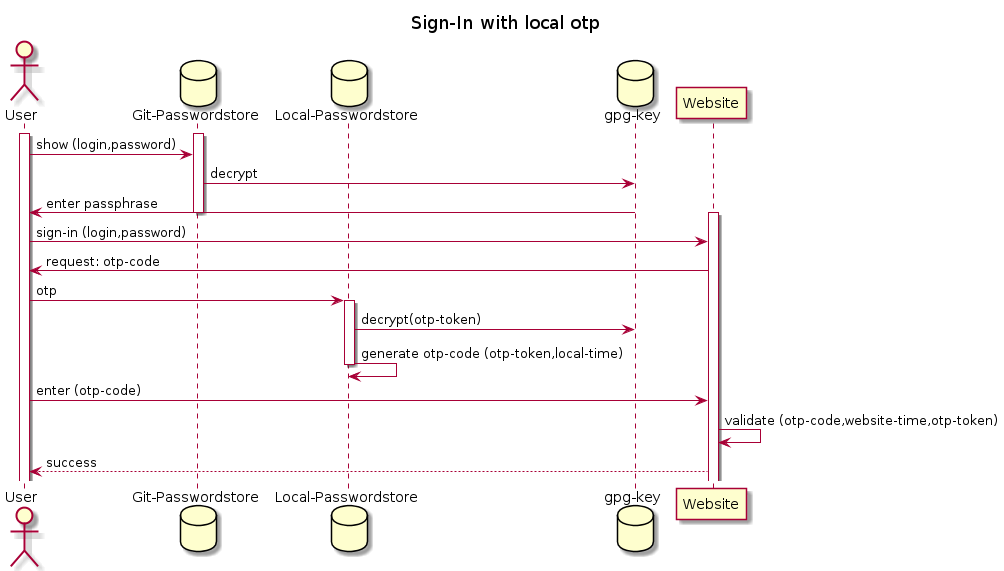 Sign-In with local otp
User
Git-Passwordstore
Local-Passwordstore
gpg-key
Website
show (login,password)
decrypt
enter passphrase
sign-in (login,password)
request: otp-code
otp
decrypt(otp-token)
generate otp-code (otp-token,local-time)
enter (otp-code)
validate (otp-code,website-time,otp-token)
success
User
Git-Passwordstore
Local-Passwordstore
gpg-key
Website